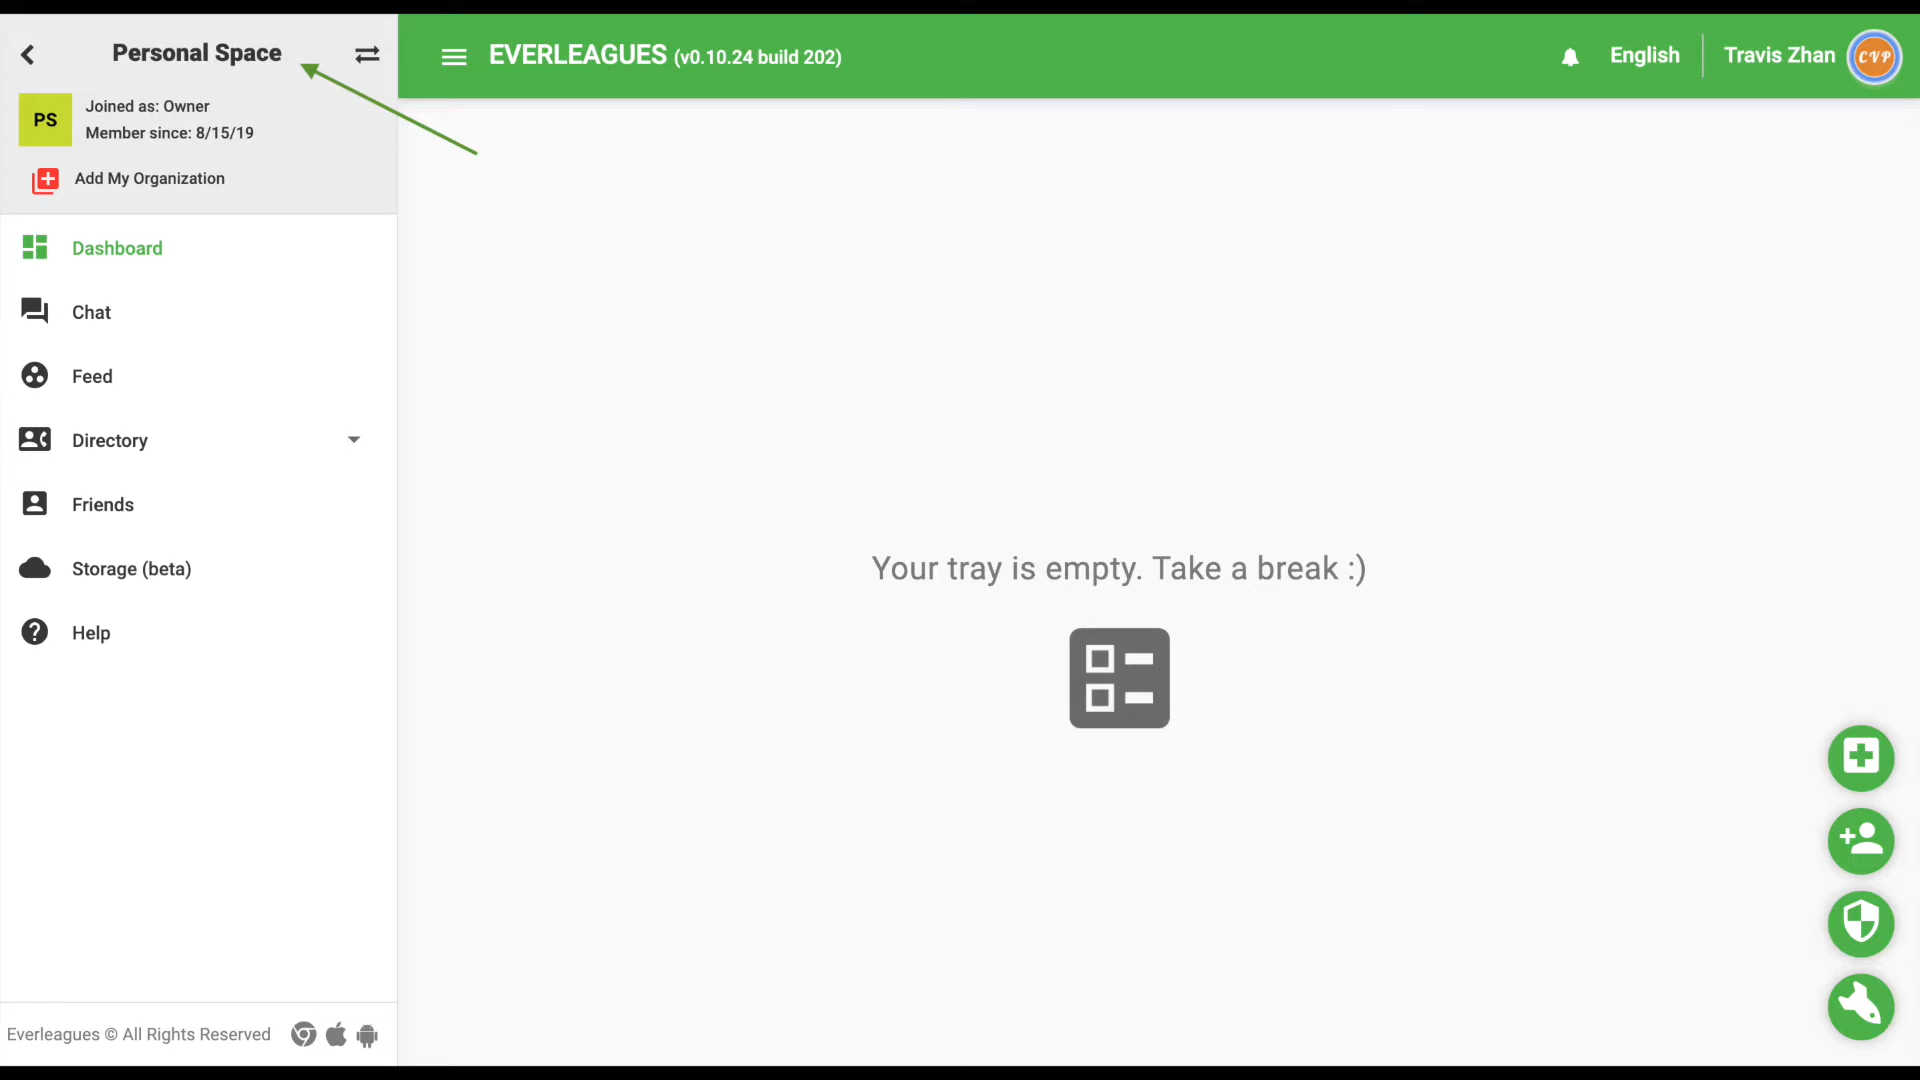 Personal Space
PS
Joined as: Owner
Member since: 8/15/19
Add My Organization
EVERLEAGUES (v0.10.24 build 202)
English
Travis Zhan
CVP
Dashboard
Chat
Feed
Directory
Friends
Storage (beta)
Help
Your tray is empty. Take a break :)
Everleagues © All Rights Reserved